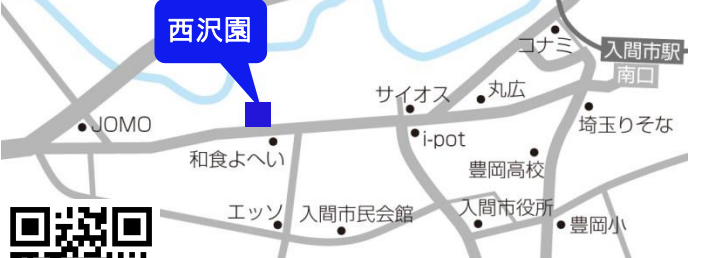 西沢園
コナミ
入間市駅
南口
サイオス
丸広
JOMO
i-pot
埼玉りそな
和食よへい
豊岡高校
エッソ
入間市民会館
入間市役所
豊岡小